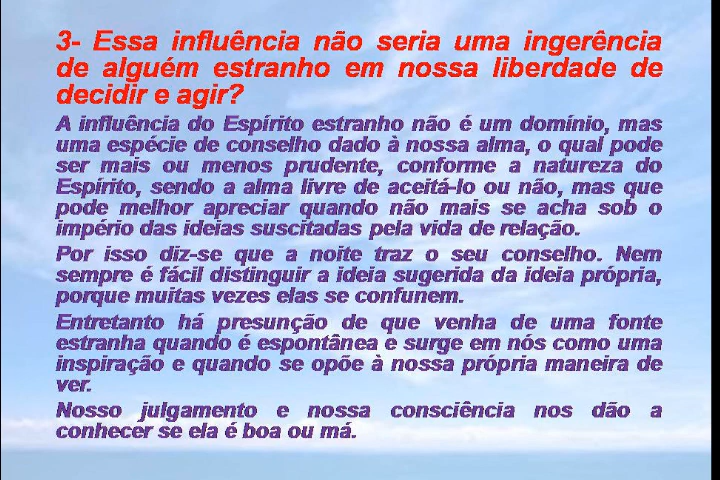 3- Essa influência não seria uma ingerência
de alguém estranho em nossa liberdade de
decidir e agir?
A influência do Espírito estranho não é um domínio, mas
uma espécie de conselho dado à nossa alma, o qual pode
ser mais ou menos prudente, conforme a natureza do
Espírito, sendo a alma livre de aceitá-lo ou não, mas que
pode melhor apreciar quando não mais se acha sob o
império das ideias suscitadas pela vida de relação.
Por isso diz-se que a noite traz o seu conselho. Nem
sempre é fácil distinguir a ideia sugerida da ideia própria,
porque muitas vezes elas se confunem.
Entretanto há presunção de que venha de uma fonte
estranha quando é espontânea e surge em nós como uma
inspiração e quando se opõe à nossa própria maneira de
ver.
Nosso julgamento e nossa consciência nos dão a
conhecer se ela é boa ou má.